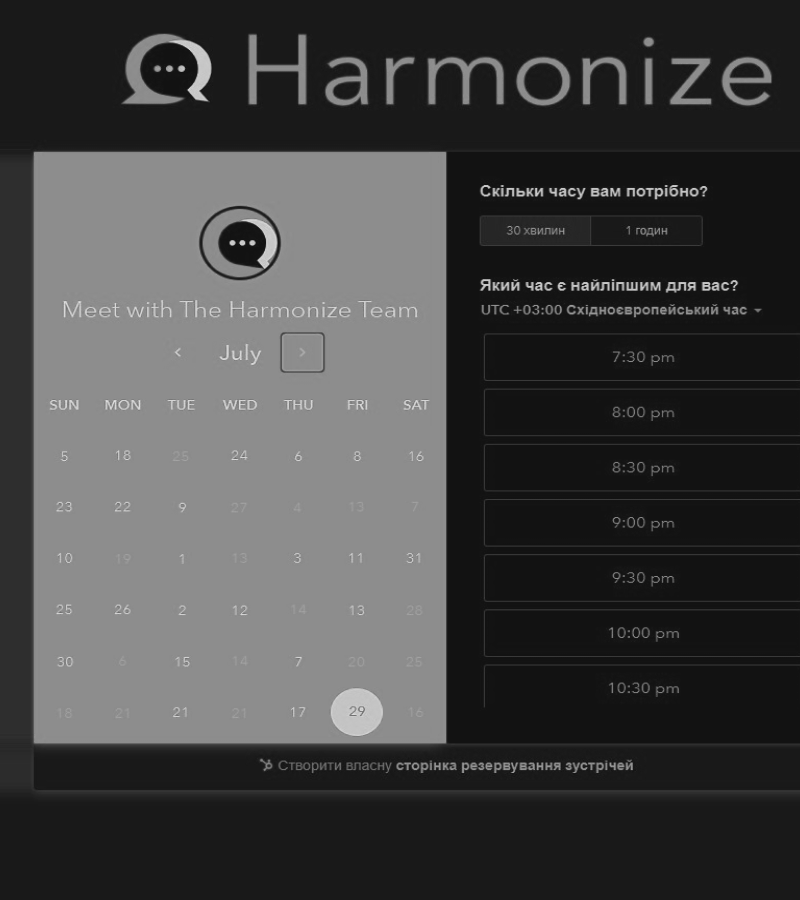 Harmonize
Meet with The Harmonize Team
July
SUN MON TUE WED THU FRI SAT
5 18 25 24 6 8 16
23 22 9 27 4 13 7
10 19 1 13 3 11 31
25 26 2 12 14 13 28
30 6 15 14 7 20 25
18 21 21 21 17 29 16
Скільки часу вам потрібно?
30 хвилин 1 годин
Який час є найліпшим для вас?
UTC +03:00 Східноєвропейський час
7:30 pm
8:00 pm
8:30 pm
9:00 pm
9:30 pm
10:00 pm
10:30 pm
Створити власну сторінка резервування зустрічей